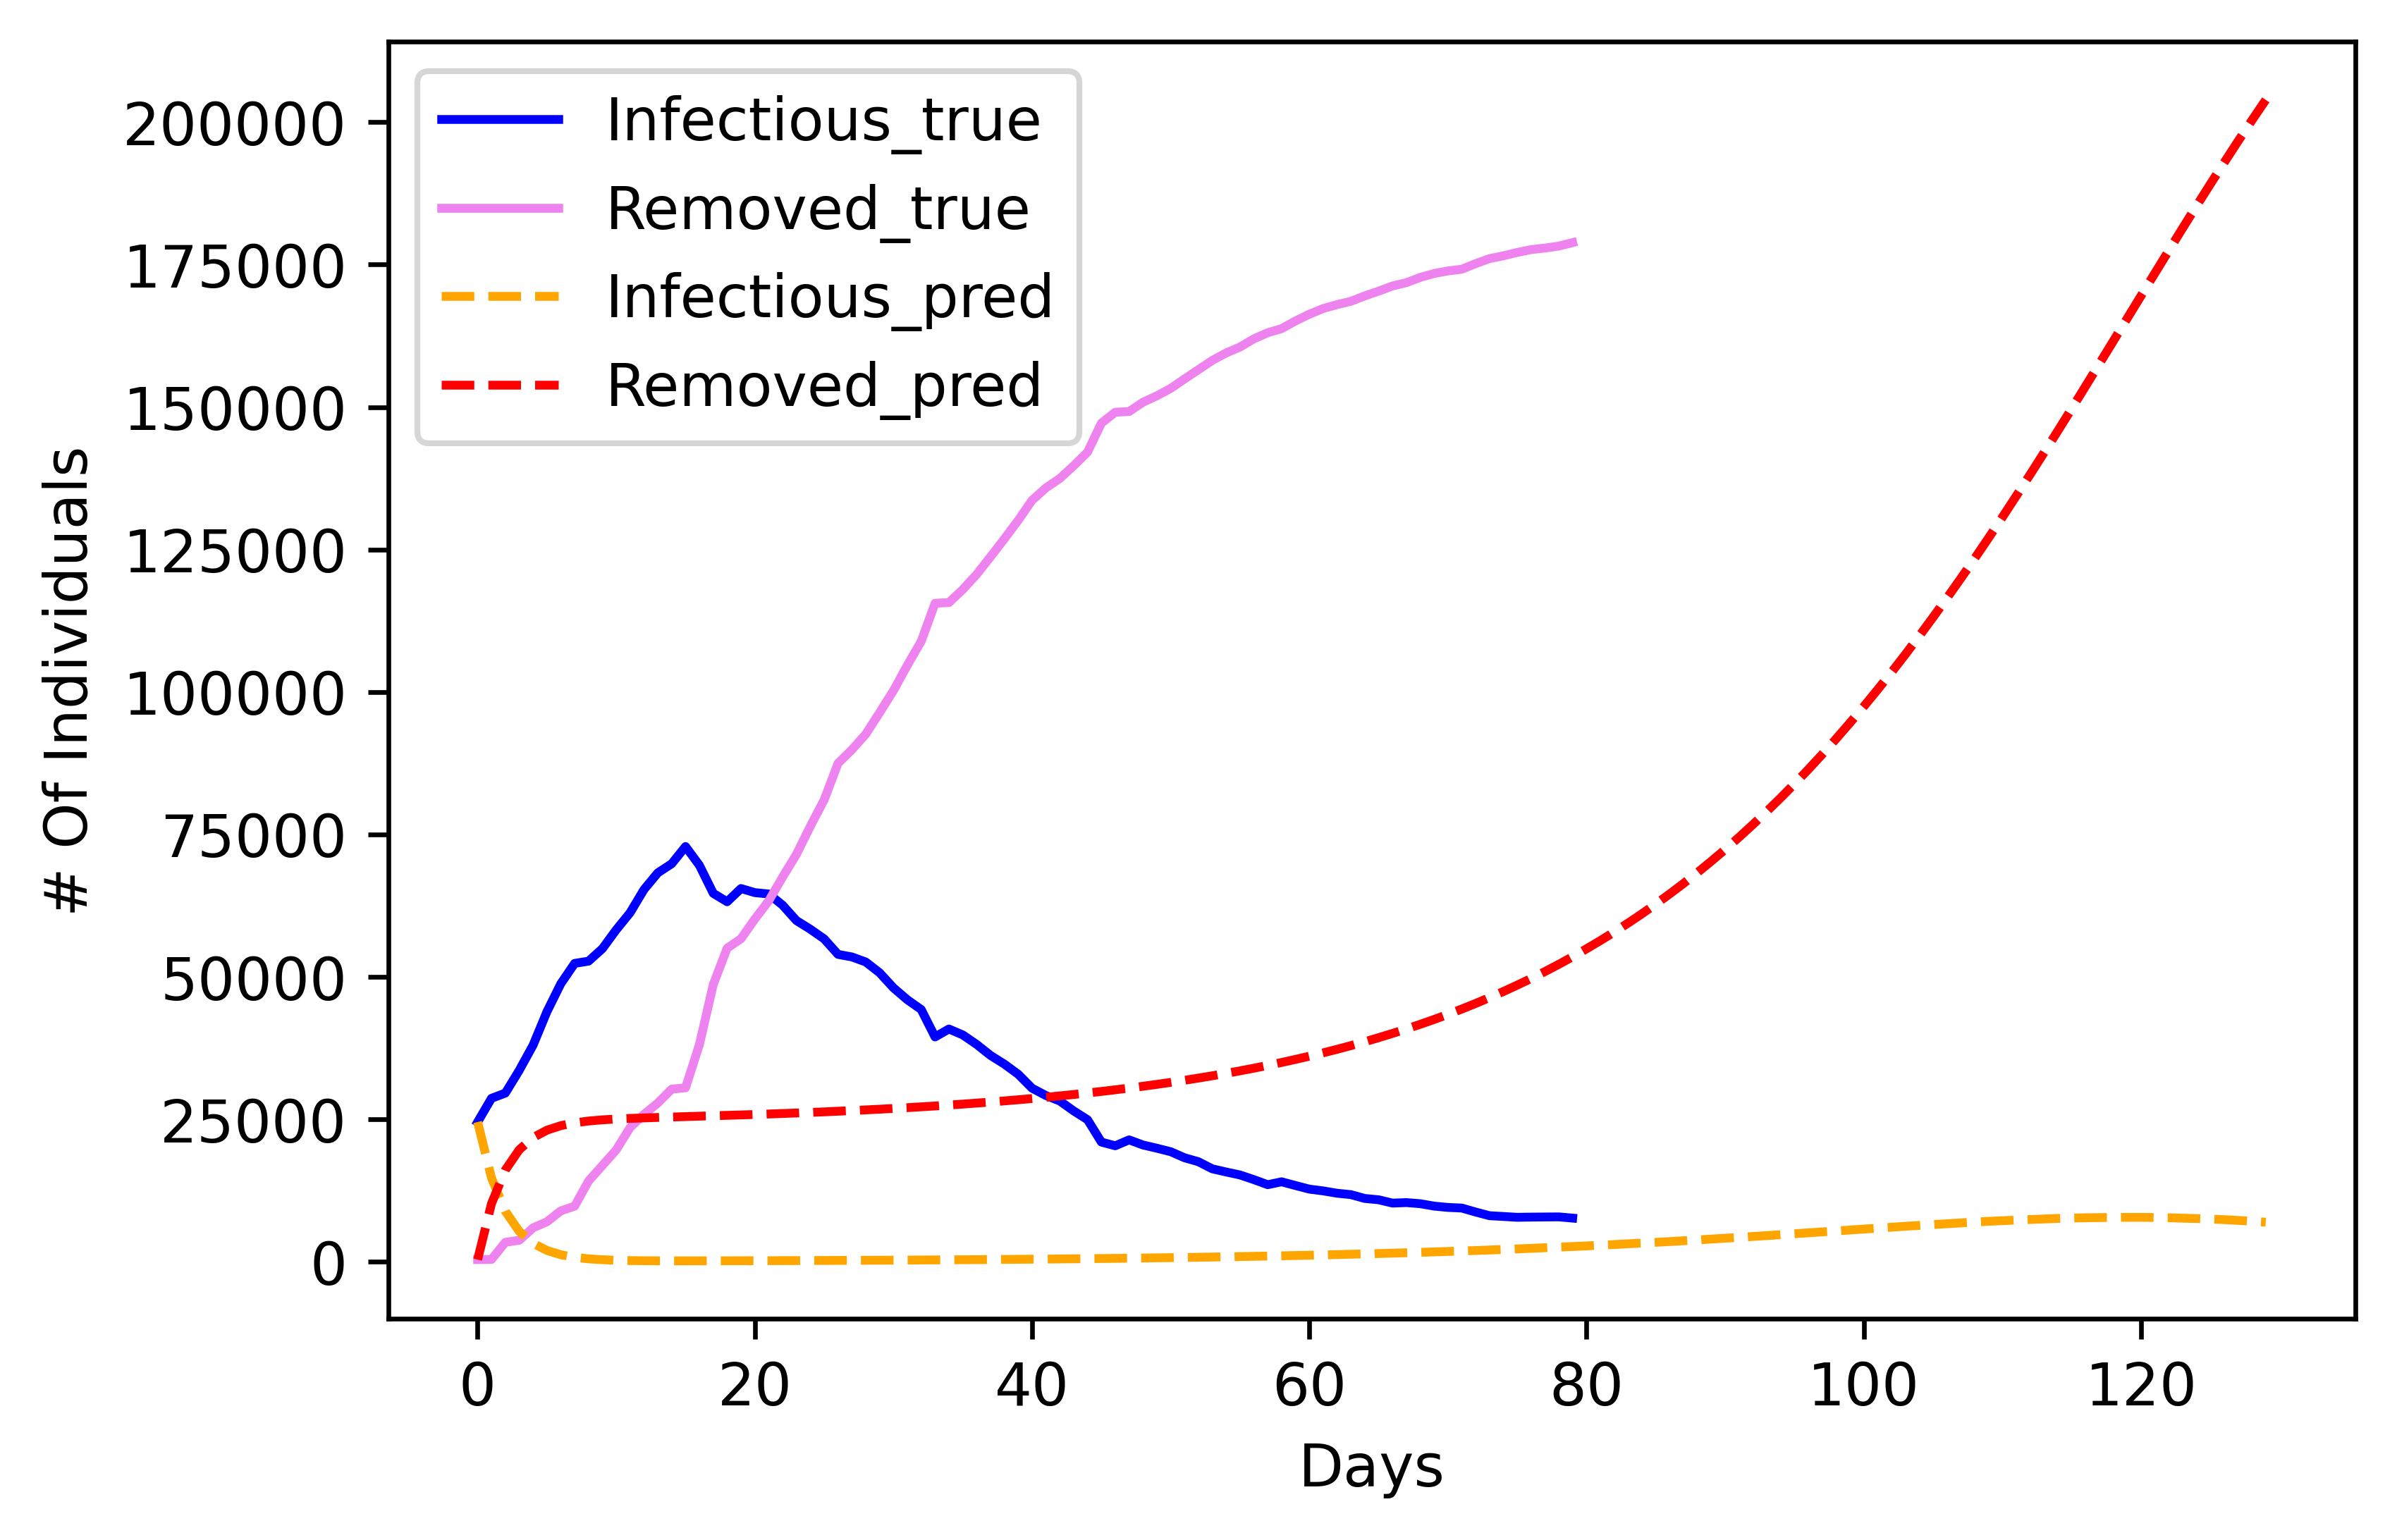 Infectious_true
Removed_true
Infectious_pred
Removed_pred
200000
175000
150000
125000
100000
75000
50000
25000
0
# Of Individuals
0 20 40 60 80 100 120
Days